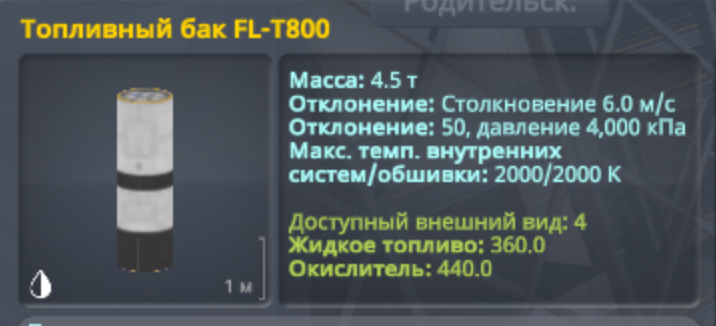 Родительск.
Топливный бак FL-T800
Масса: 4.5 т
Отклонение: Столкновение 6.0 м/с
Отклонение: 50, давление 4,000 кПа
Макс. темп. внутренних
систем/обшивки: 2000/2000 К
Доступный внешний вид: 4
Жидкое топливо: 360.0
Окислитель: 440.0
1 м